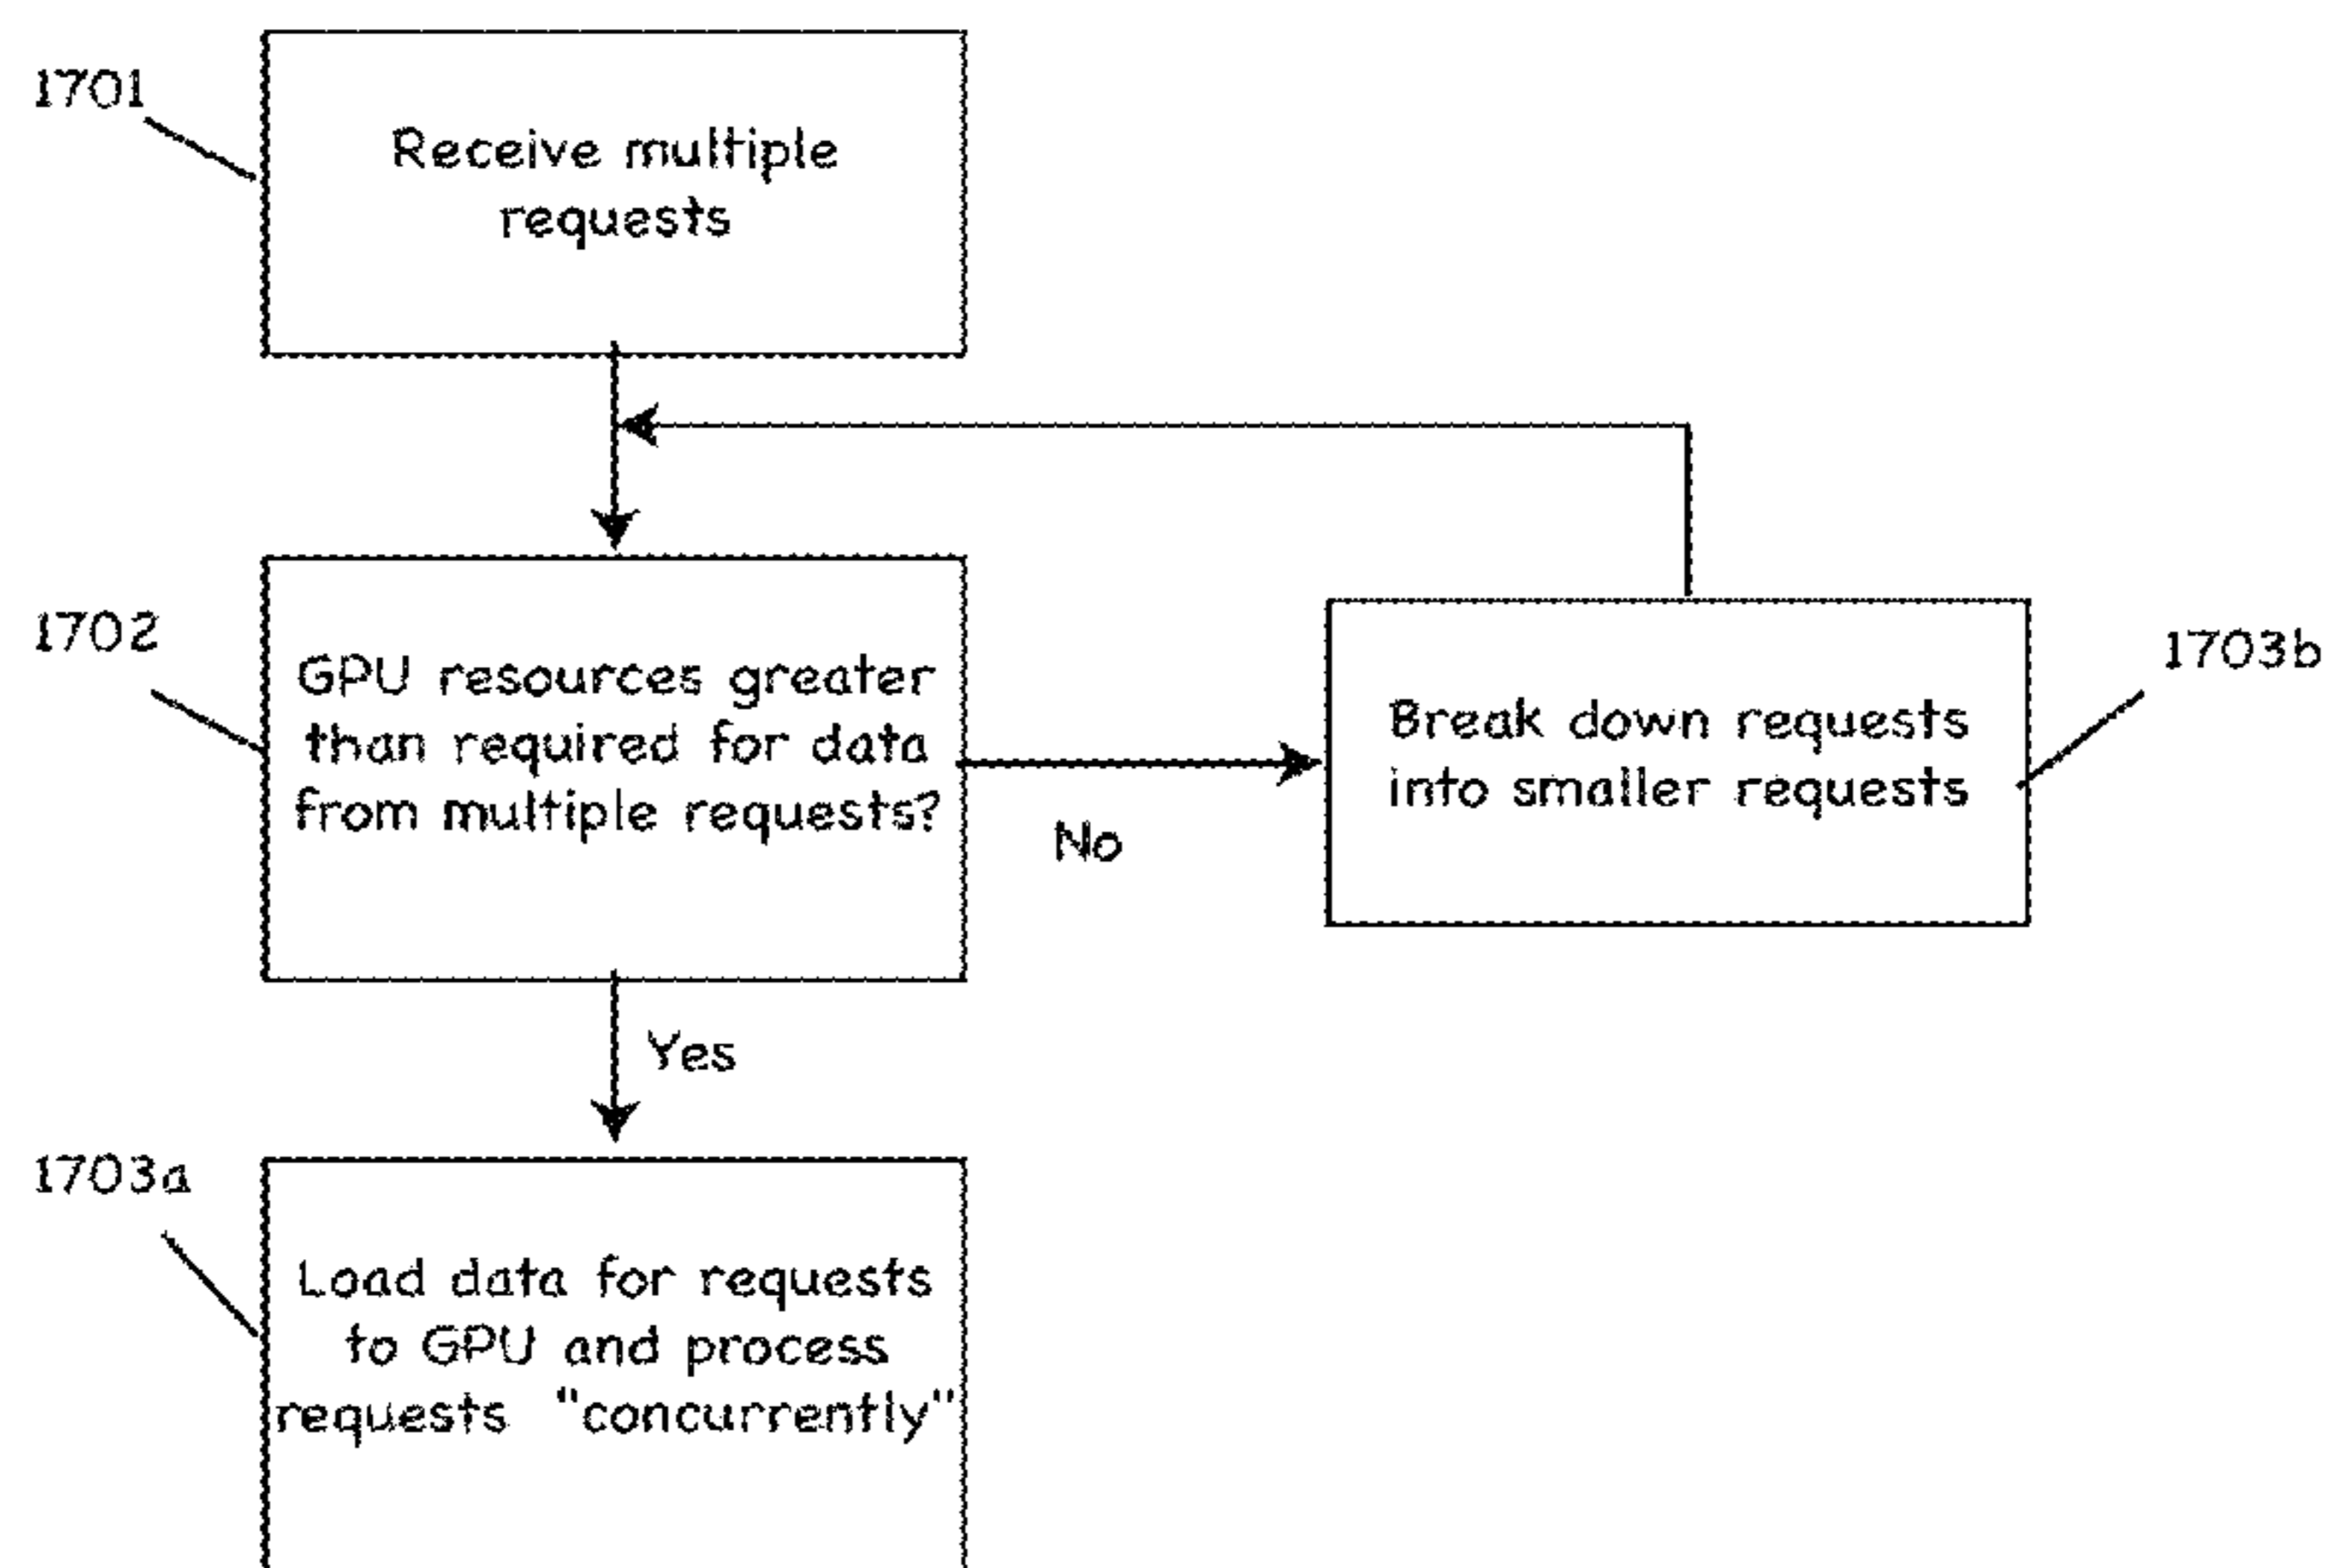 1701
Receive multiple
requests
1702
GPU resources greater
than required for data
from multiple requests?
No
1703b
Break down requests
into smaller requests
Yes
1703a
Load data for requests
to GPU and process
requests "concurrently"